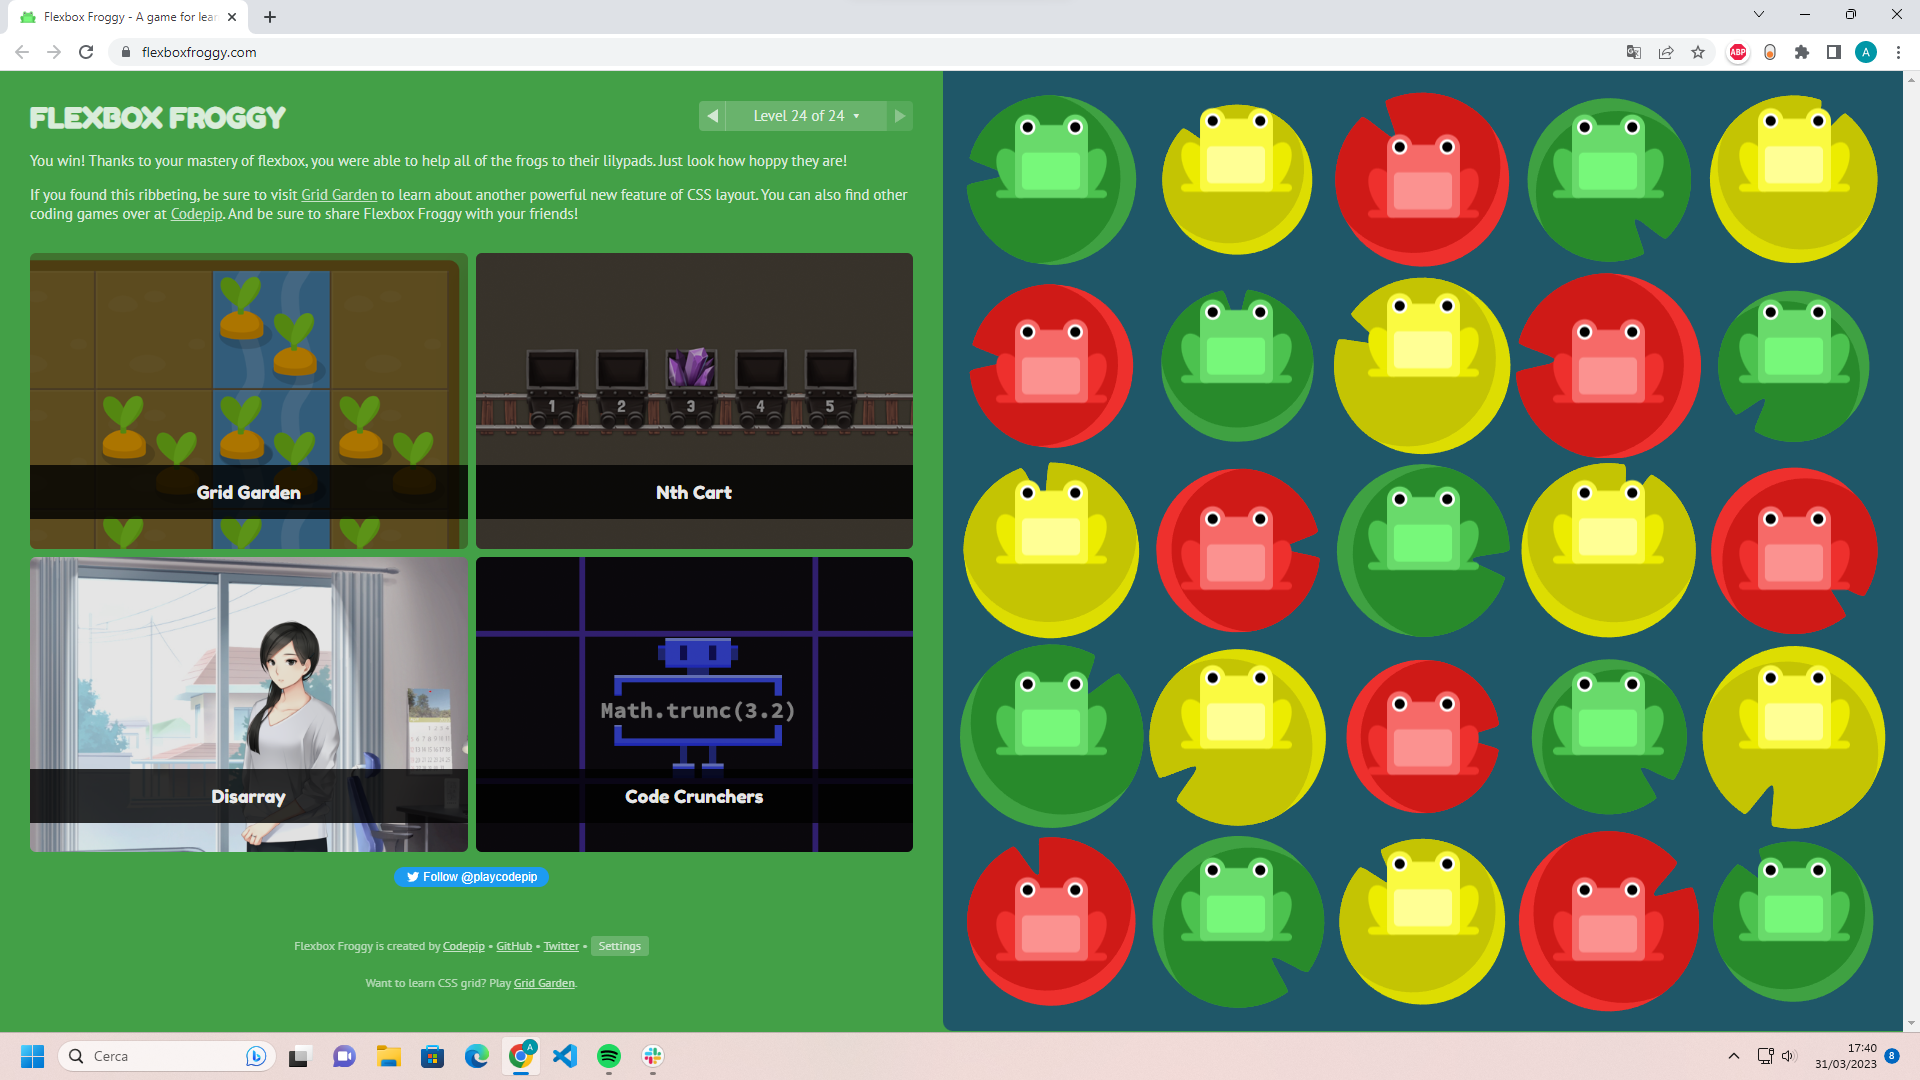 Flexbox Froggy - A game for lear
flexboxfroggy.com
ABP
A
FLEXBOX FROGGY
Level 24 of 24
You win! Thanks to your mastery of flexbox, you were able to help all of the frogs to their lilypads. Just look how hoppy they are!
If you found this ribbeting, be sure to visit Grid Garden to learn about another powerful new feature of CSS layout. You can also find other
coding games over at Codepip. And be sure to share Flexbox Froggy with your friends!
Grid Garden
1 2 3 4 5
Nth Cart
Disarray
Math.trunc(3.2)
Code Crunchers
Follow @playcodepip
Flexbox Froggy is created by Codepip • GitHub • Twitter • Settings
Want to learn CSS grid? Play Grid Garden.
Cerca
A
17:40
31/03/2023
8